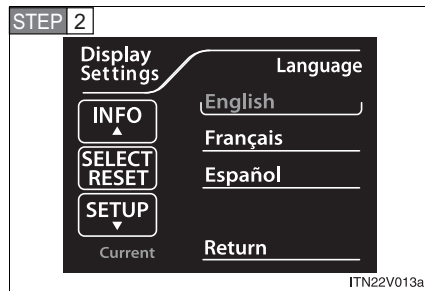 STEP 2
Display
Settings
Language
INFO
English
Français
SELECT
RESET
Español
SETUP
Current
Return
ITN22V013a